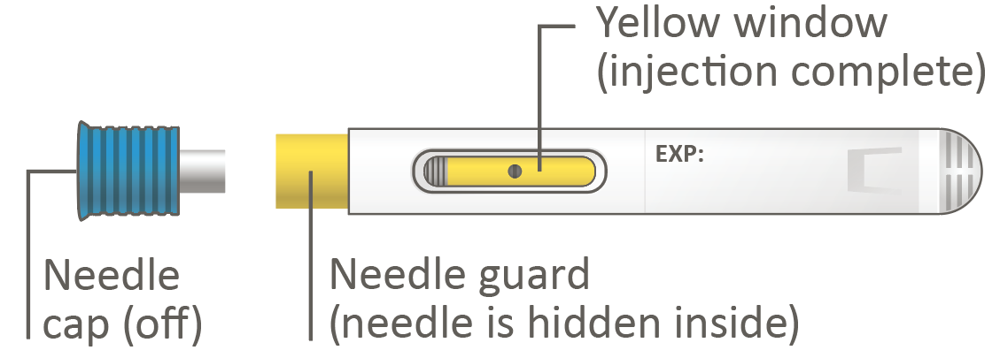 Yellow window
(injection complete)
EXP:
Needle
cap (off)
Needle guard
(needle is hidden inside)